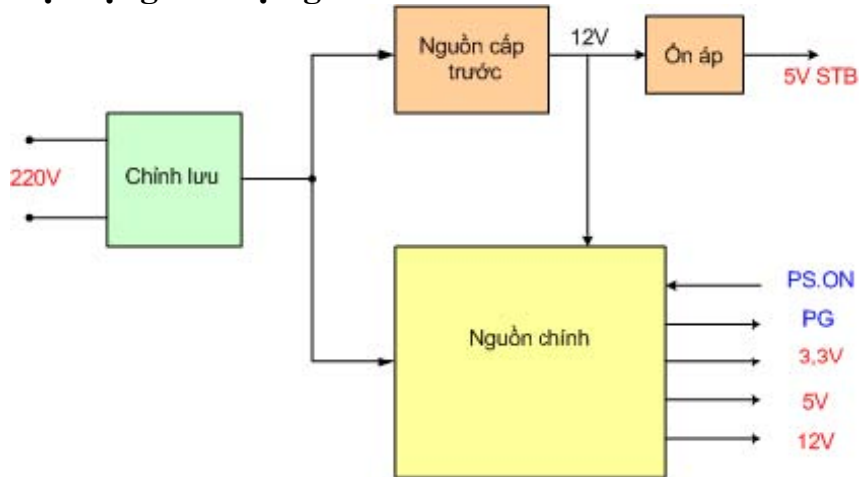 Nguồn cấp
trước
12V
Ổn áp
5V STB
220V
Chỉnh lưu
Nguồn chính
PS.ON
PG
3,3V
5V
12V